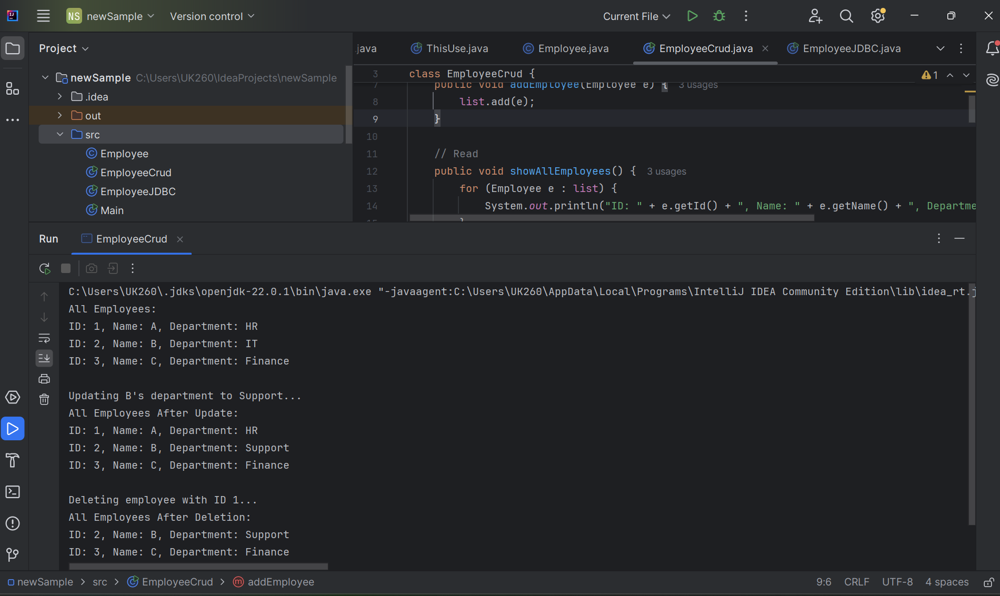 NS newSample Version control Current File
Project
.java ThisUse.java Employee.java EmployeeCrud.java EmployeeJDBC.java
newSample C:\Users\UK260\IdeaProjects\newSample
.idea
out
src
Employee
EmployeeCrud
EmployeeJDBC
Main
3 class EmployeeCrud { 1
7 public void addEmployee(Employee e) { 3 usages
8 list.add(e);
9 }
10
11 // Read
12 public void showAllEmployees() { 3 usages
13 for (Employee e : list) {
14 System.out.println("ID: " + e.getId() + ", Name: " + e.getName() + ", Departme
15 }
Run EmployeeCrud
C:\Users\UK260\.jdks\openjdk-22.0.1\bin\java.exe "-javaagent:C:\Users\UK260\AppData\Local\Programs\IntelliJ IDEA Community Edition\lib\idea_rt.j
All Employees:
ID: 1, Name: A, Department: HR
ID: 2, Name: B, Department: IT
ID: 3, Name: C, Department: Finance
Updating B's department to Support...
All Employees After Update:
ID: 1, Name: A, Department: HR
ID: 2, Name: B, Department: Support
ID: 3, Name: C, Department: Finance
Deleting employee with ID 1...
All Employees After Deletion:
ID: 2, Name: B, Department: Support
ID: 3, Name: C, Department: Finance
newSample > src > EmployeeCrud > addEmployee 9:6 CRLF UTF-8 4 spaces